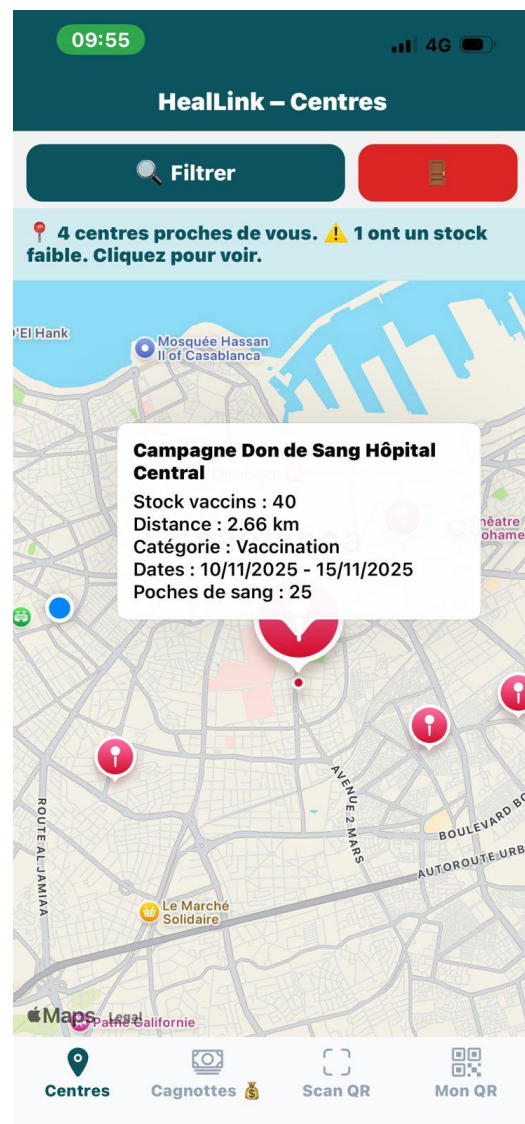 09:55
4G
HealLink – Centres
🔍 Filtrer
📍 4 centres proches de vous. ⚠️ 1 ont un stock
faible. Cliquez pour voir.
'El Hank
Mosquée Hassan
II of Casablanca
Campagne Don de Sang Hôpital
Central
Stock vaccins : 40
Distance : 2.66 km
Catégorie : Vaccination
Dates : 10/11/2025 - 15/11/2025
Poches de sang : 25
héatre
ohame
AVENUE 2 MARS
ROUTE AL JAMIAA
BOULEVARD BO
AUTOROUTE URB
Le Marché
Solidaire
Maps Legal
Pathé Californie
Centres
Cagnottes 💰
Scan QR
Mon QR